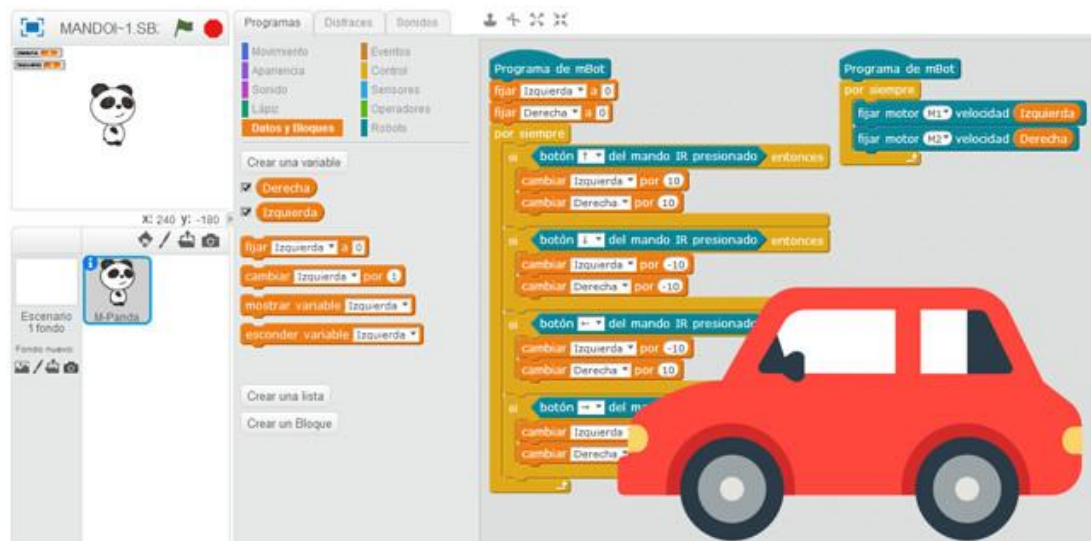 MANDOI~1.SB:
Programas
Disfraces
Sonidos
Movimiento
Apariencia
Sonido
Lápiz
Datos y Bloques
Eventos
Control
Sensores
Operadores
Robots
Crear una variable
Derecha
Izquierda
fijar Izquierda a 0
cambiar Izquierda por 1
mostrar variable Izquierda
esconder variable Izquierda
Crear una lista
Crear un Bloque
X: 240 y: -180
Escenario
1 fondo
Fondo nuevo:
M-Panda
Programa de mBot
fijar Izquierda a 0
fijar Derecha a 0
por siempre
si botón ↑ del mando IR presionado entonces
cambiar Izquierda por 10
cambiar Derecha por 10
si botón ↓ del mando IR presionado entonces
cambiar Izquierda por -10
cambiar Derecha por -10
si botón ← del mando IR presionado
cambiar Izquierda por -10
cambiar Derecha por 10
si botón → del
cambiar Izquierda
cambiar Derecha
Programa de mBot
por siempre
fijar motor M1 velocidad Izquierda
fijar motor M2 velocidad Derecha